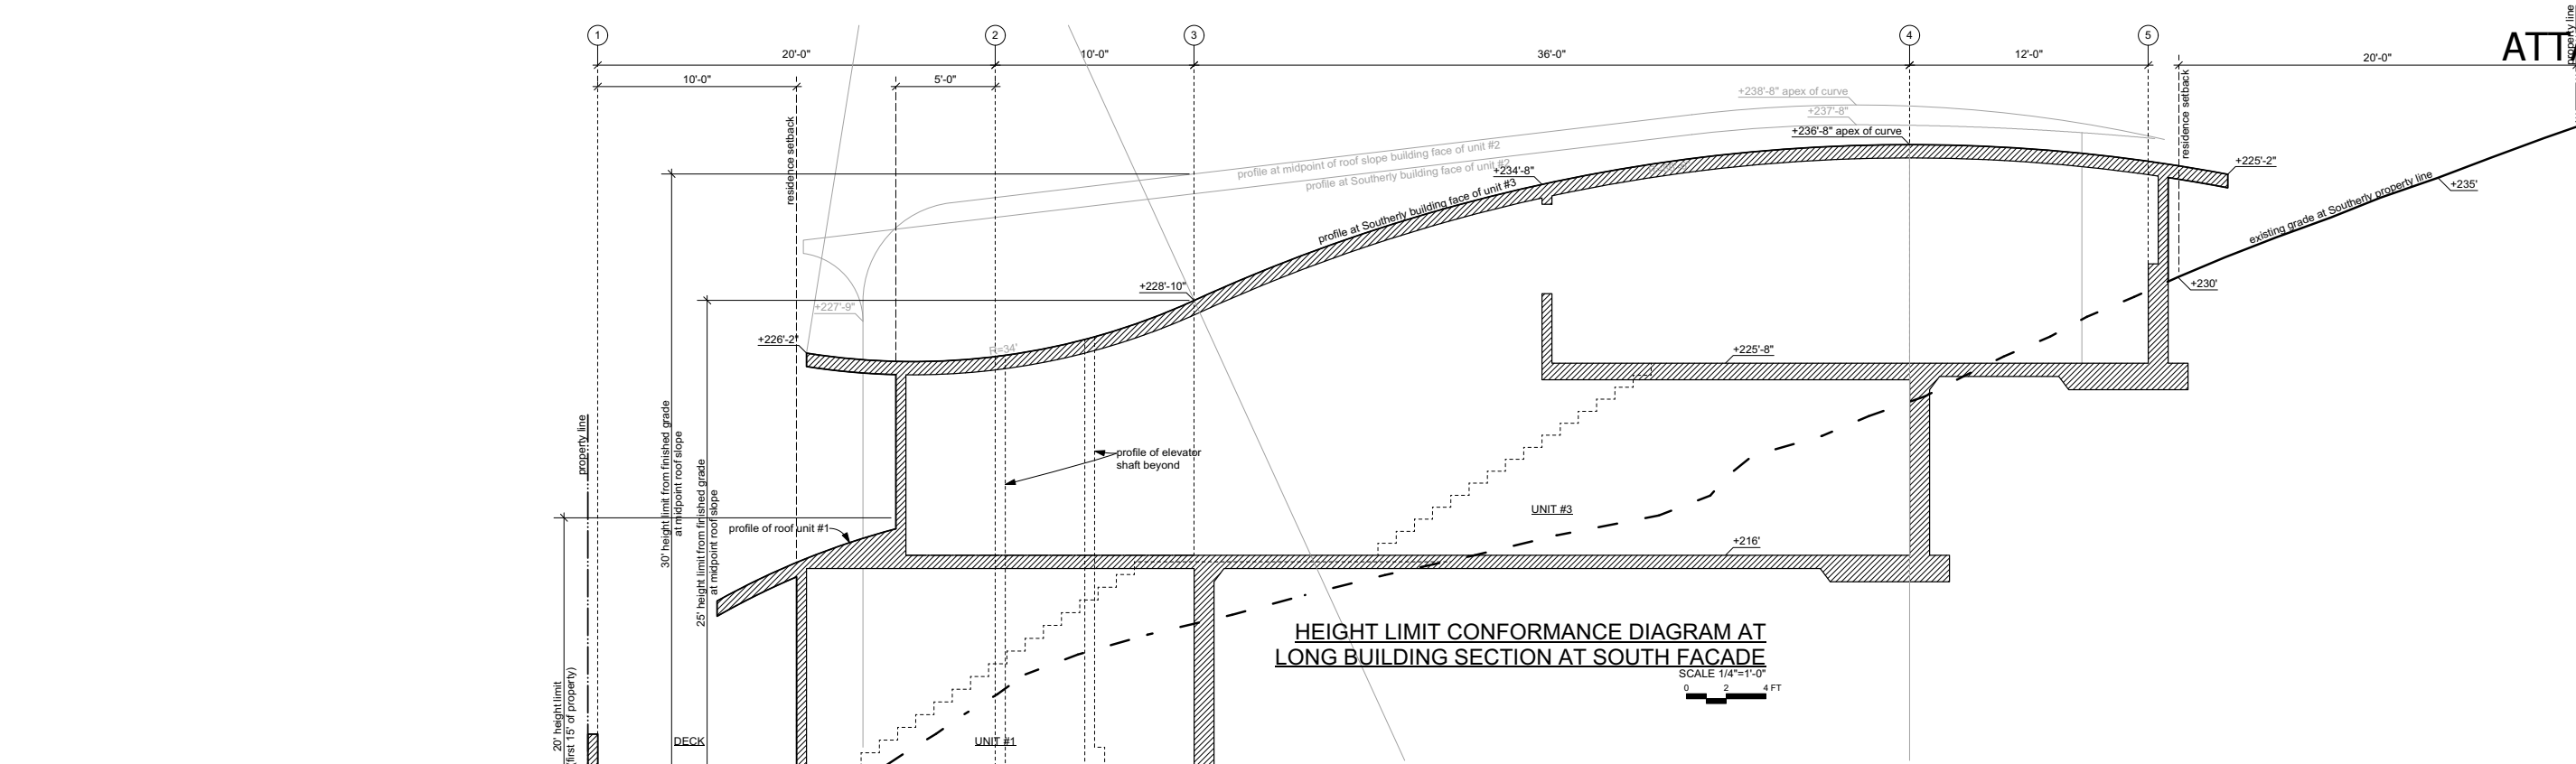 1
2
3
4
5
ATT
property line
20'-0"
10'-0"
36'-0"
12'-0"
20'-0"
10'-0"
5'-0"
residence setback
residence setback
+238'-8" apex of curve
+237'-8"
+236'-8" apex of curve
profile at midpoint of roof slope building face of unit #2
profile at Southerly building face of unit #2
+234'-8"
profile at Southerly building face of unit #3
+225'-2"
+235'
existing grade at Southerly property line
+230'
+228'-10"
+227'-9"
+226'-2"
R=34'
+225'-8"
property line
30' height limit from finished grade
at midpoint roof slope
25' height limit from finished grade
at midpoint roof slope
profile of elevator
shaft beyond
profile of roof unit #1
UNIT #3
+216'
HEIGHT LIMIT CONFORMANCE DIAGRAM AT
LONG BUILDING SECTION AT SOUTH FACADE
SCALE 1/4"=1'-0"
0 2 4 FT
20' height limit
(first 15' of property)
DECK
UNIT #1